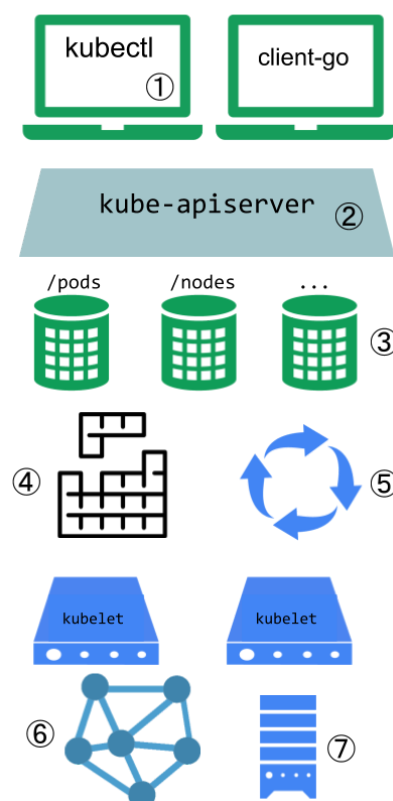 kubectl
client-go
①
kube-apiserver
②
/pods /nodes ...
③
④
⑤
kubelet kubelet
⑥
⑦